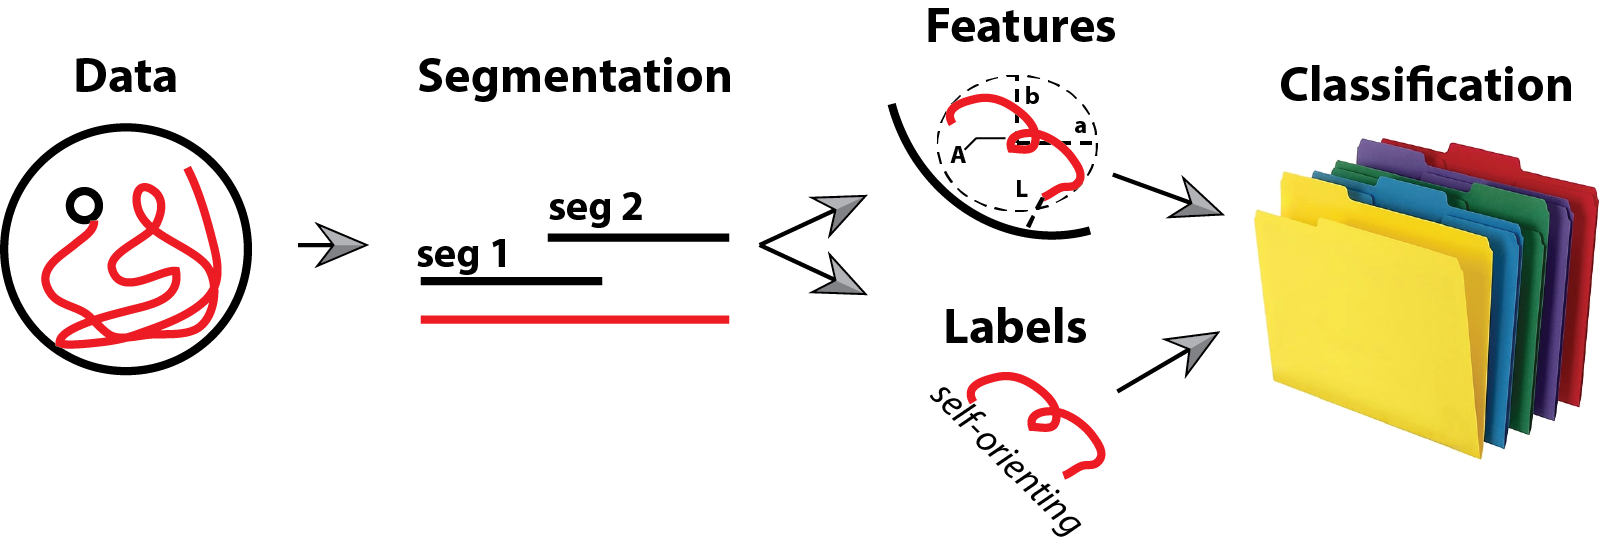 Data
Segmentation
seg 1
seg 2
Features
b
a
A
L
Labels
self-orienting
Classification